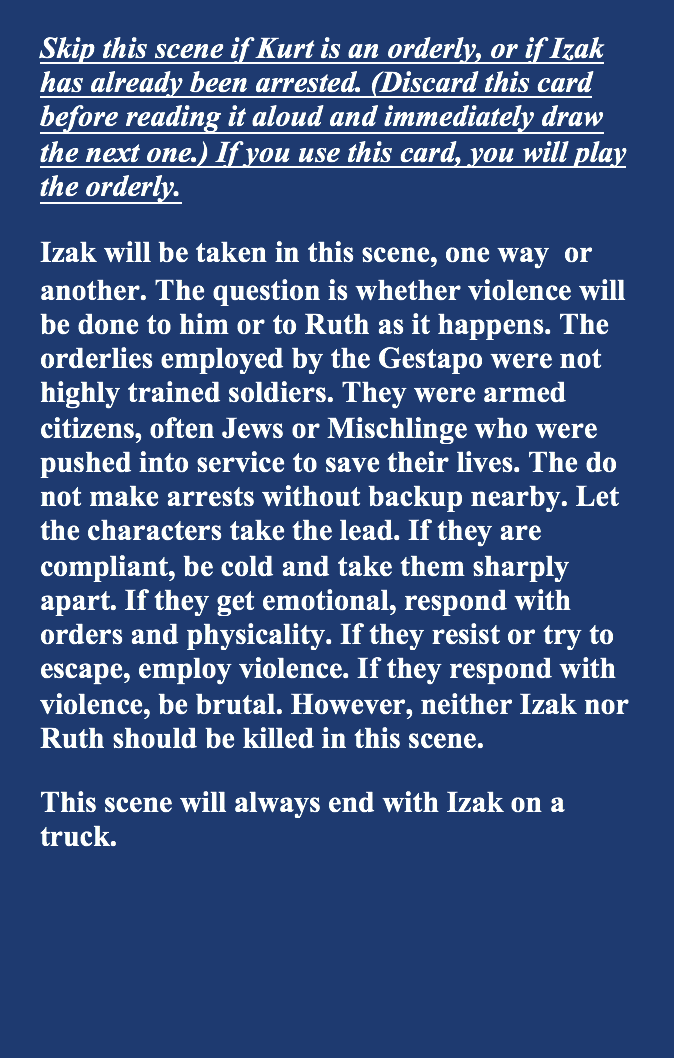 Skip this scene if Kurt is an orderly, or if Izak
has already been arrested. (Discard this card
before reading it aloud and immediately draw
the next one.) If you use this card, you will play
the orderly.
Izak will be taken in this scene, one way  or
another. The question is whether violence will
be done to him or to Ruth as it happens. The
orderlies employed by the Gestapo were not
highly trained soldiers. They were armed
citizens, often Jews or Mischlinge who were
pushed into service to save their lives. The do
not make arrests without backup nearby. Let
the characters take the lead. If they are
compliant, be cold and take them sharply
apart. If they get emotional, respond with
orders and physicality. If they resist or try to
escape, employ violence. If they respond with
violence, be brutal. However, neither Izak nor
Ruth should be killed in this scene.
This scene will always end with Izak on a
truck.